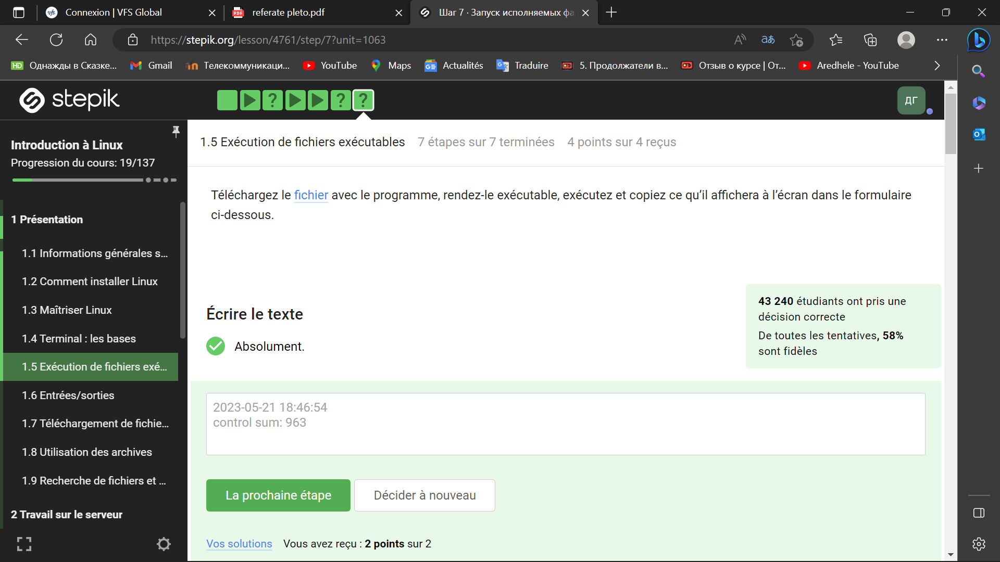 Connexion | VFS Global
referate pleto.pdf
Шаг 7 · Запуск исполняемых фа
https://stepik.org/lesson/4761/step/7?unit=1063
Однажды в Сказке...
Gmail
Телекоммуникаци...
YouTube
Maps
Actualités
Traduire
5. Продолжатели в...
Отзыв о курсе | От...
Aredhele - YouTube
stepik
ДГ
Introduction à Linux
Progression du cours: 19/137
1 Présentation
1.1 Informations générales s...
1.2 Comment installer Linux
1.3 Maîtriser Linux
1.4 Terminal : les bases
1.5 Exécution de fichiers exé...
1.6 Entrées/sorties
1.7 Téléchargement de fichie...
1.8 Utilisation des archives
1.9 Recherche de fichiers et ...
2 Travail sur le serveur
1.5 Exécution de fichiers exécutables 7 étapes sur 7 terminées 4 points sur 4 reçus
Téléchargez le fichier avec le programme, rendez-le exécutable, exécutez et copiez ce qu’il affichera à l’écran dans le formulaire
ci-dessous.
Écrire le texte
Absolument.
43 240 étudiants ont pris une
décision correcte
De toutes les tentatives, 58%
sont fidèles
2023-05-21 18:46:54
control sum: 963
La prochaine étape
Décider à nouveau
Vos solutions Vous avez reçu : 2 points sur 2